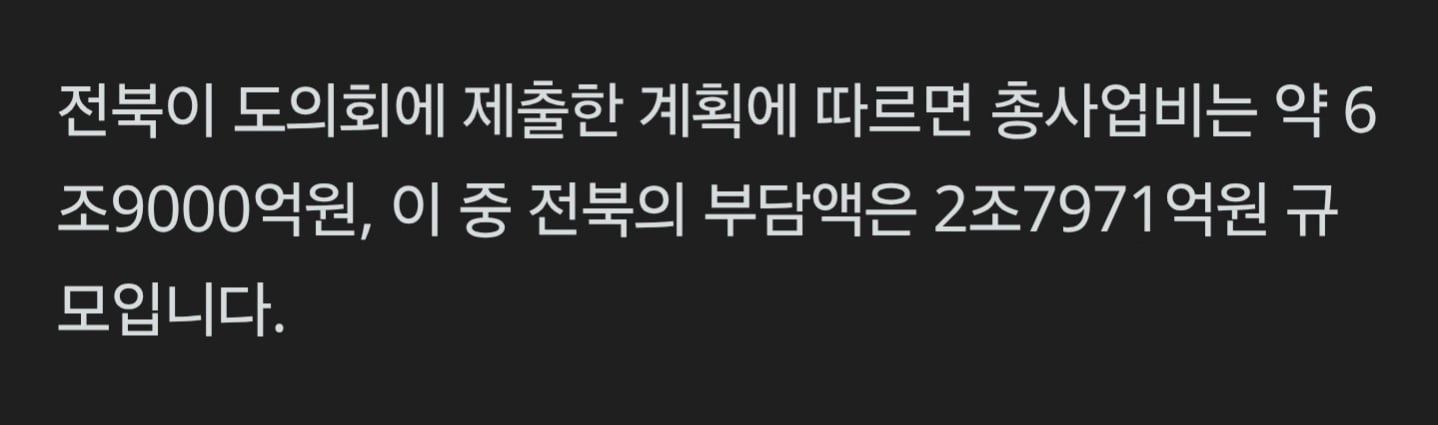 전북이 도의회에 제출한 계획에 따르면 총사업비는 약 6
조9000억원, 이 중 전북의 부담액은 2조7971억원 규
모입니다.